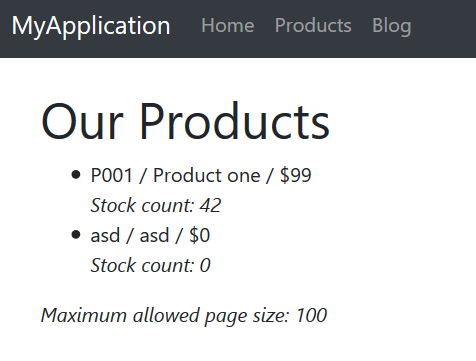 MyApplication Home Products Blog
Our Products
P001 / Product one / $99
Stock count: 42
asd / asd / $0
Stock count: 0
Maximum allowed page size: 100